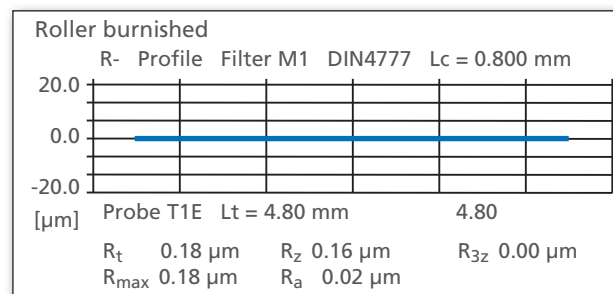 Roller burnished
R- Profile Filter M1 DIN4777 Lc = 0.800 mm
20.0
0.0
-20.0
[µm]
Probe T1E Lt = 4.80 mm 4.80
Rt 0.18 µm Rz 0.16 µm R3z 0.00 µm
Rmax 0.18 µm Ra 0.02 µm